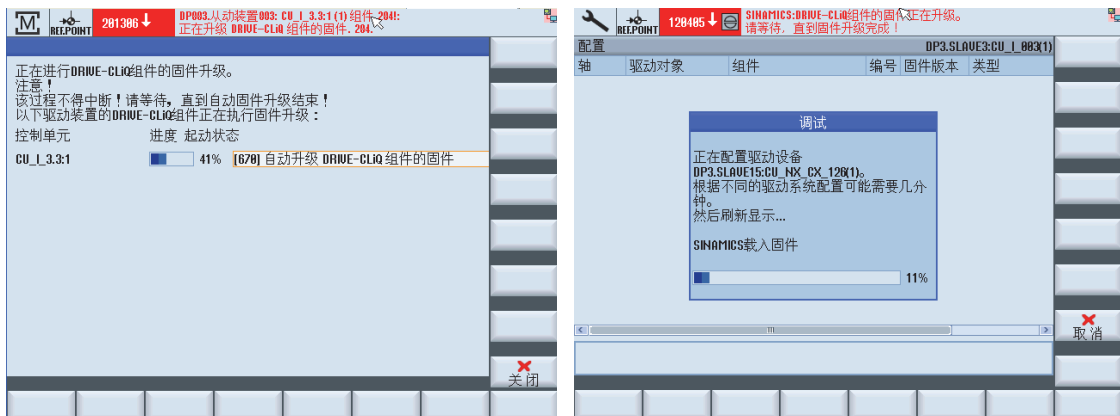 M REF.POINT 201306 DP003.从动装置003: CU_I_3.3:1 (1) 组件 204!:
正在升级 DRIVE-CLiQ 组件的固件. 204.
正在进行DRIVE-CLiQ组件的固件升级。
注意！
该过程不得中断！请等待，直到自动固件升级结束！
以下驱动装置的DRIVE-CLiQ组件正在执行固件升级：
控制单元 进度 起动状态
CU_I_3.3:1 41% [670] 自动升级 DRIVE-CLiQ 组件的固件
关闭
REF.POINT 120405 SINAMICS:DRIVE-CLiQ组件的固件正在升级。
请等待, 直到固件升级完成！
配置 DP3.SLAVE3:CU_I_003(1)
轴 驱动对象 组件 编号 固件版本 类型
调试
正在配置驱动设备
DP3.SLAVE15:CU_NX_CX_126(1)。
根据不同的驱动系统配置可能需要几分
钟。
然后刷新显示...
SINAMICS载入固件
11%
取消